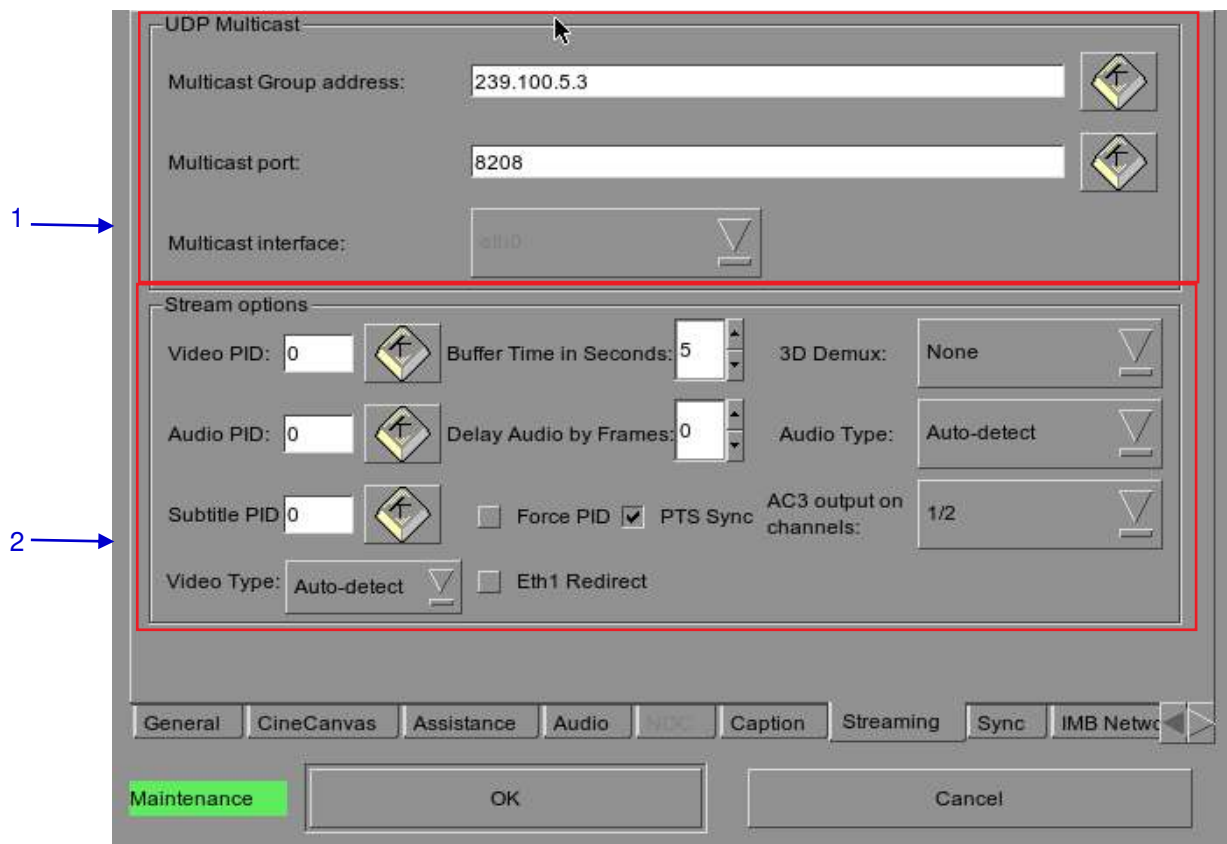 UDP Multicast
Multicast Group address: 239.100.5.3
Multicast port: 8208
1
Multicast interface: eth0
Stream options
Video PID: 0 Buffer Time in Seconds: 5 3D Demux: None
Audio PID: 0 Delay Audio by Frames: 0 Audio Type: Auto-detect
Subtitle PID 0 Force PID PTS Sync AC3 output on channels: 1/2
2
Video Type: Auto-detect Eth1 Redirect
General CineCanvas Assistance Audio NOC Caption Streaming Sync IMB Netwo
Maintenance OK Cancel